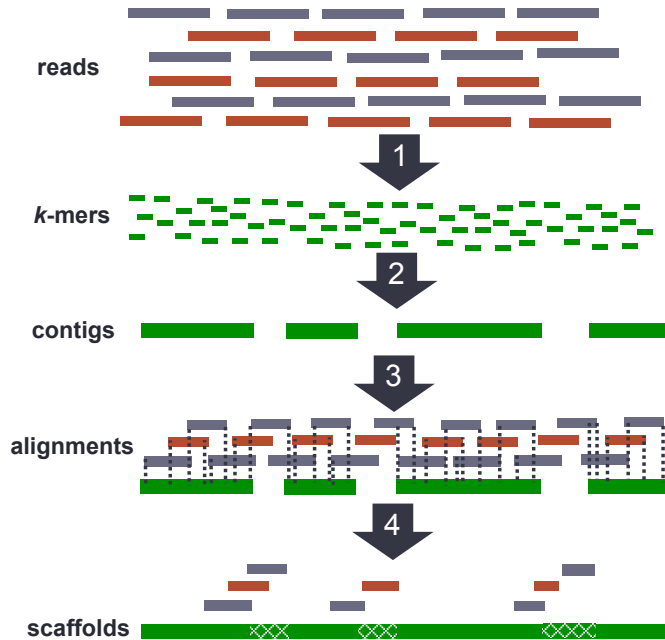 reads
1
k-mers
2
contigs
3
alignments
4
scaffolds